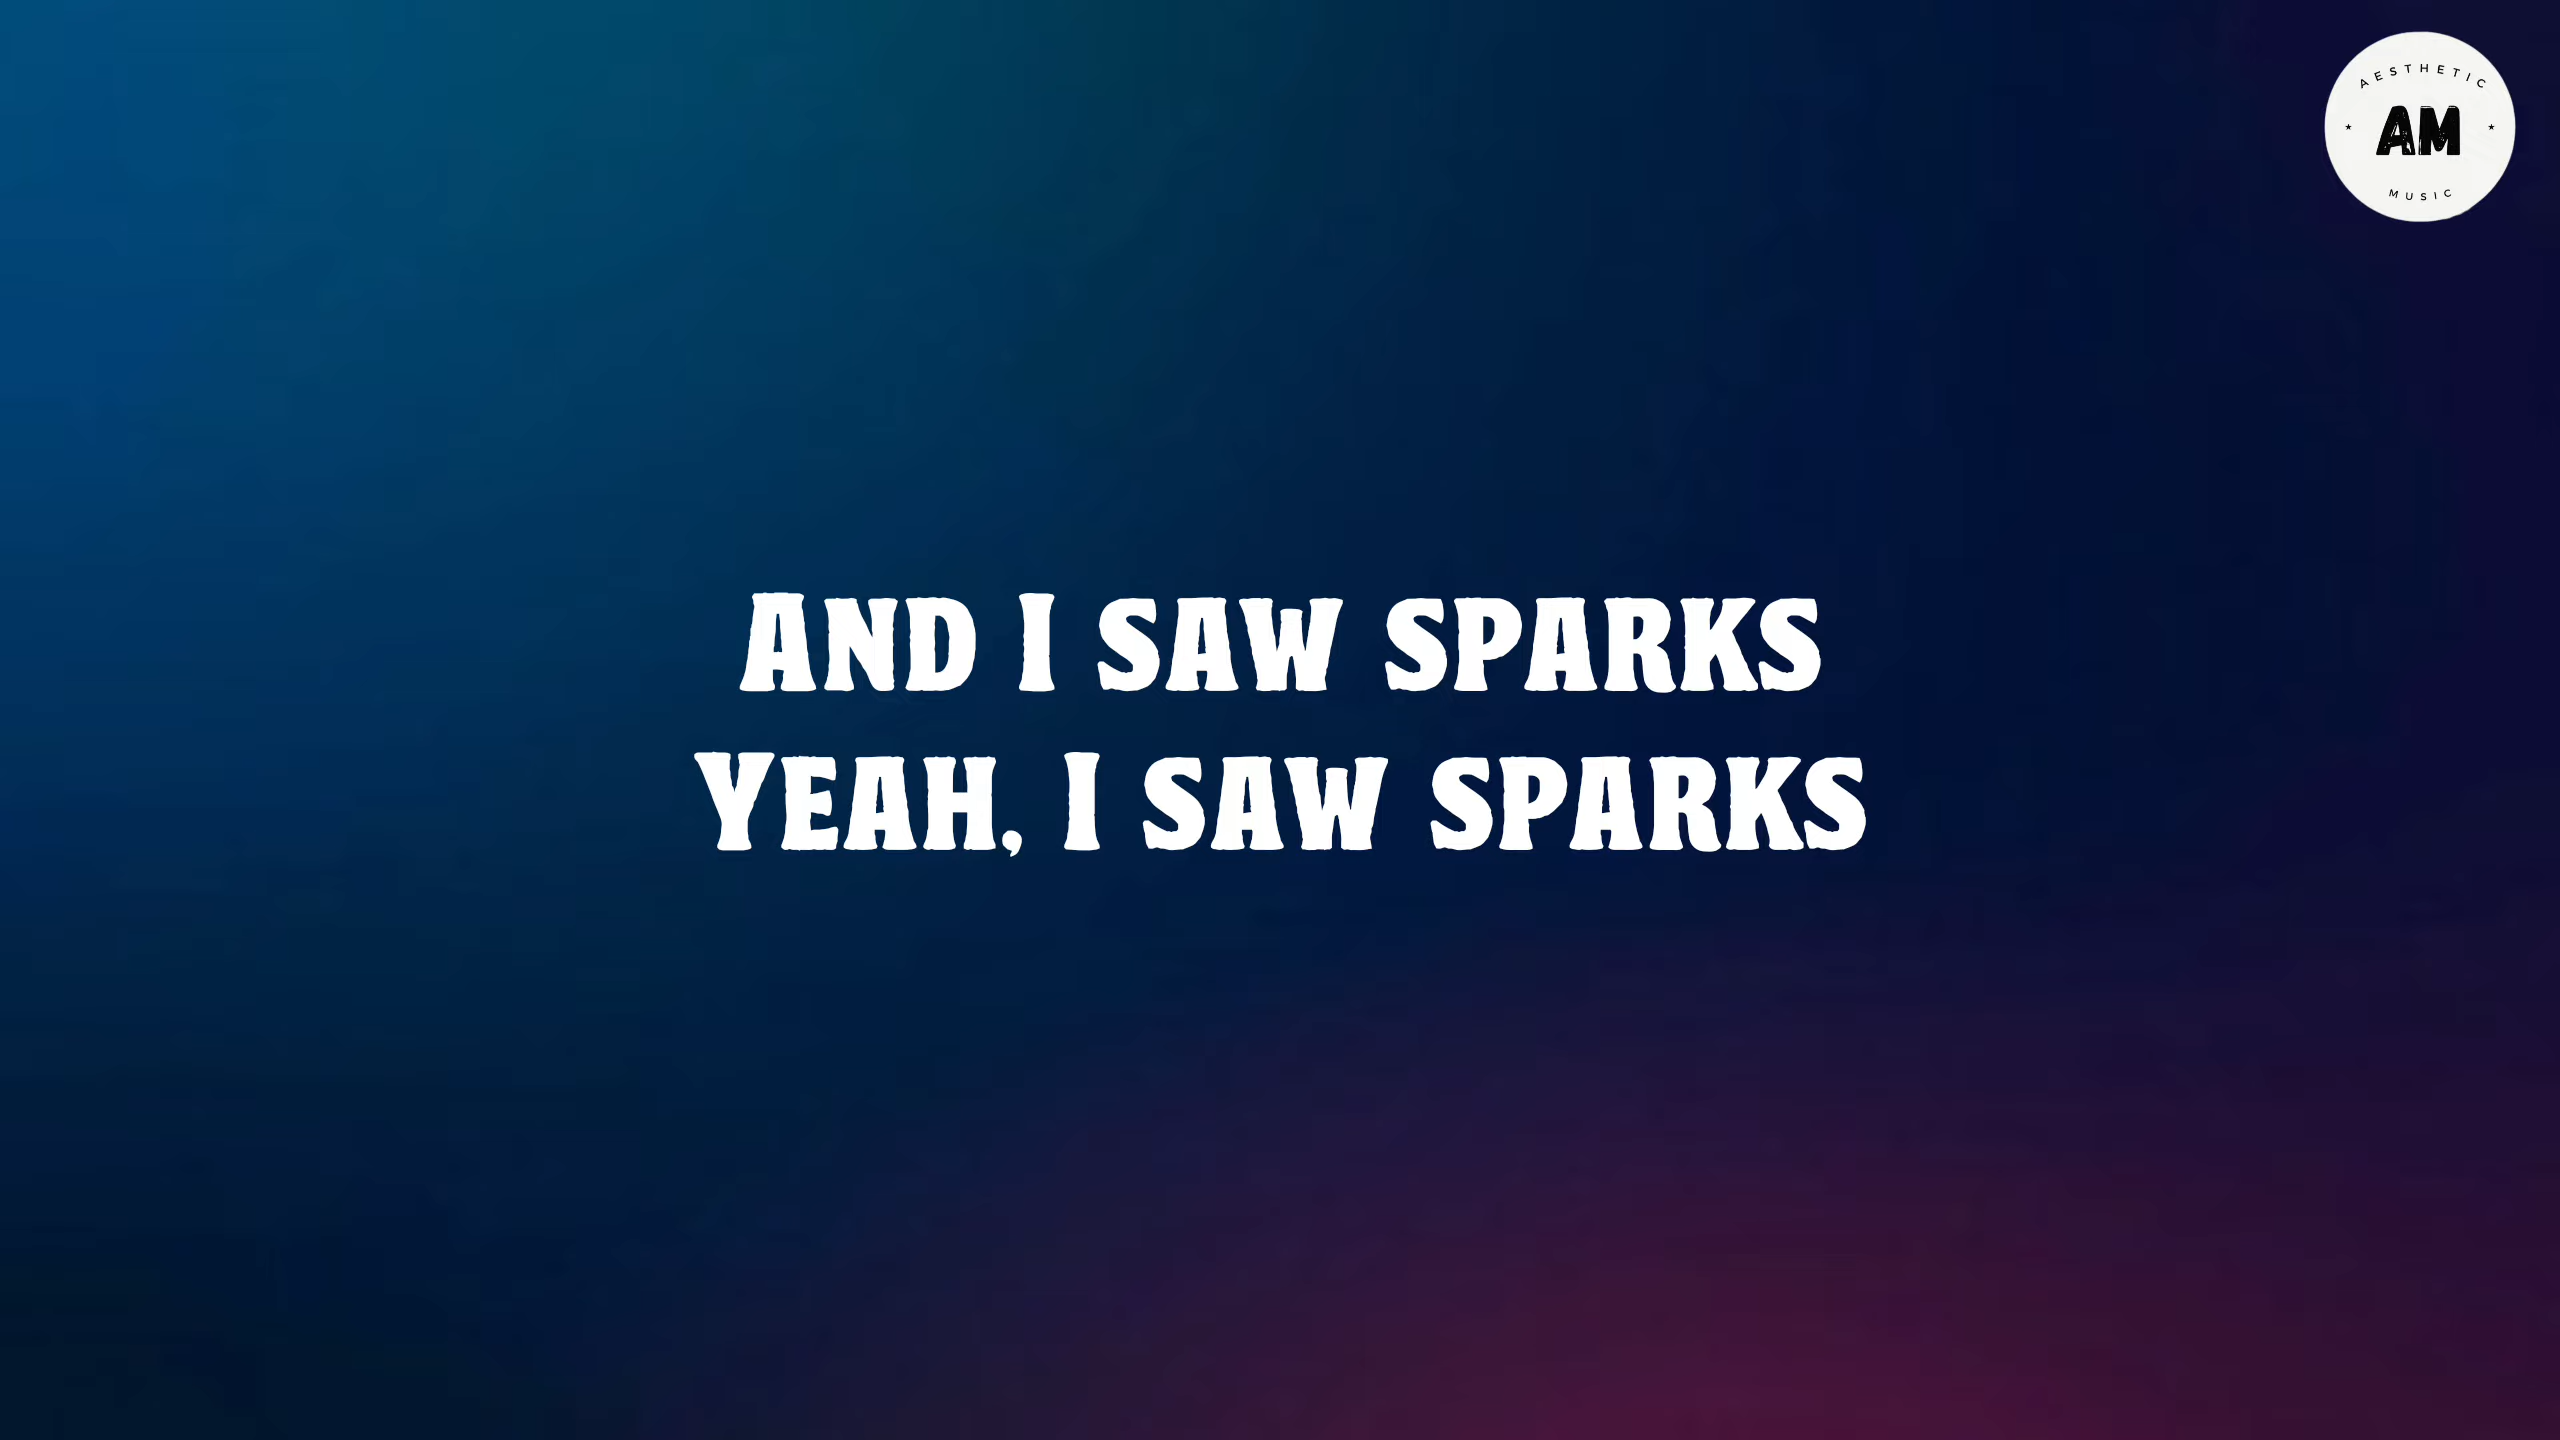 AESTHETIC
AM
MUSIC
AND I SAW SPARKS
YEAH, I SAW SPARKS